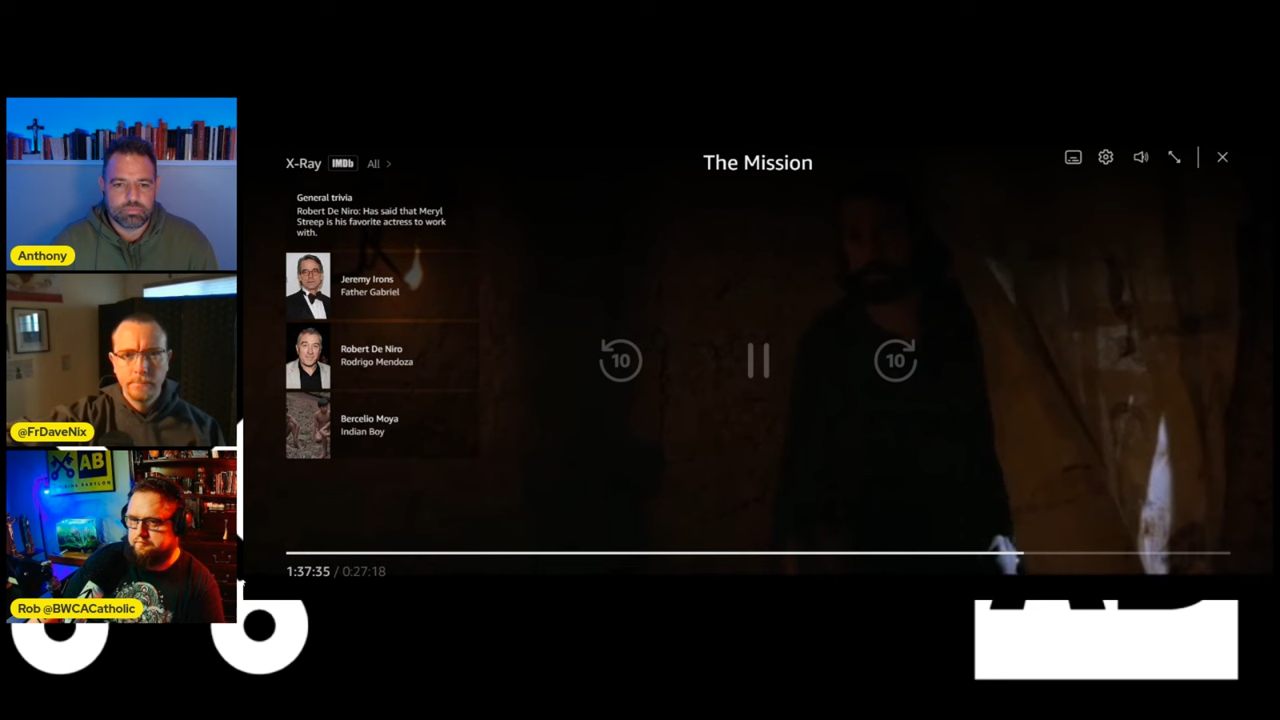 Anthony
@FrDaveNix
AB
Rob @BWCACatholic
X-Ray IMDb All >
The Mission
General trivia
Robert De Niro: Has said that Meryl
Streep is his favorite actress to work
with.
Jeremy Irons
Father Gabriel
Robert De Niro
Rodrigo Mendoza
Bercelio Moya
Indian Boy
10
10
1:37:35 / 0:27:18